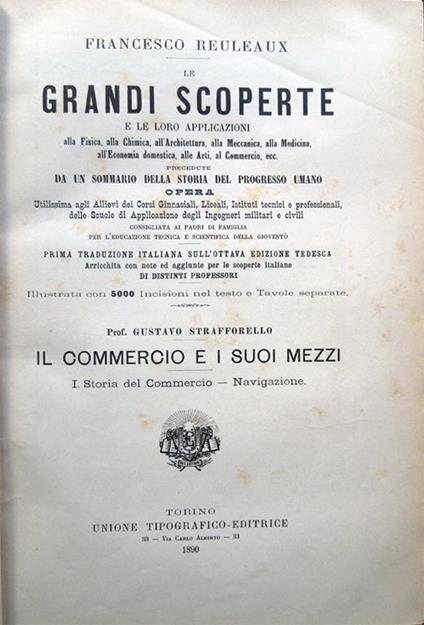 FRANCESCO REULEAUX
LE
GRANDI SCOPERTE
E LE LORO APPLICAZIONI
alla Fisica, alla Chimica, all'Architettura, alla Meccanica, alla Medicina,
all'Economia domestica, alle Arti, al Commercio, ecc.
PRECEDUTE
DA UN SOMMARIO DELLA STORIA DEL PROGRESSO UMANO
OPERA
Utilissima agli Allievi dei Corsi Ginnasiali, Liceali, Istituti tecnici e professionali,
delle Scuole di Applicazione degli Ingegneri militari e civili
CONSIGLIATA AI PADRI DI FAMIGLIA
PER L'EDUCAZIONE TECNICA E SCIENTIFICA DELLA GIOVENTÙ
PRIMA TRADUZIONE ITALIANA SULL'OTTAVA EDIZIONE TEDESCA
Arricchita con note ed aggiunte per le scoperte italiane
DI DISTINTI PROFESSORI
Illustrata con 5000 Incisioni nel testo e Tavole separate.
Prof. GUSTAVO STRAFFORELLO
IL COMMERCIO E I SUOI MEZZI
I. Storia del Commercio — Navigazione.
TORINO
UNIONE TIPOGRAFICO-EDITRICE
33 — VIA CARLO ALBERTO — 33
1890